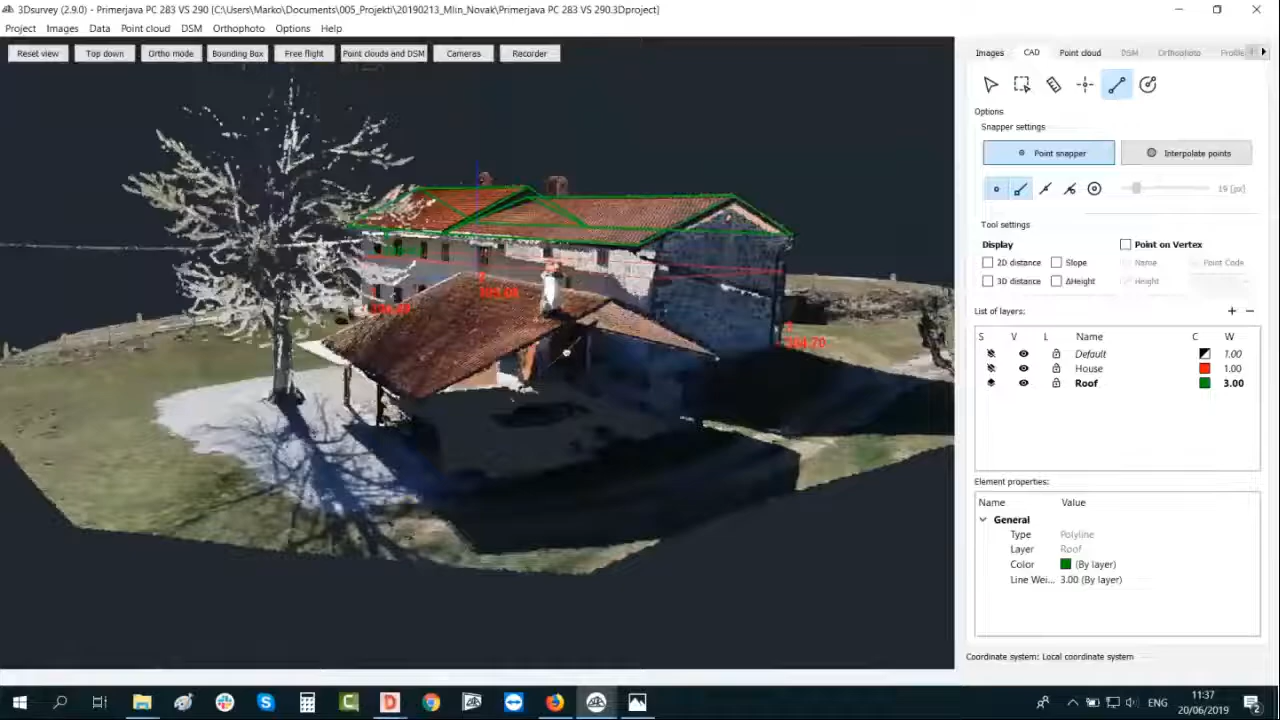 3Dsurvey (2.9.0) - Primerjava PC 283 VS 290 [C:\Users\Marko\Documents\005_Projekti\20190213_Mlin_Novak\Primerjava PC 283 VS 290.3Dproject]
Project Images Data Point cloud DSM Orthophoto Options Help
Reset view Top down Ortho mode Bounding Box Free flight Point clouds and DSM Cameras Recorder
Images CAD Point cloud DSM Orthophoto Profile
Options
Snapper settings
Point snapper Interpolate points
19 [px]
Tool settings
Display Point on Vertex
2D distance Slope Name Point Code
3D distance ΔHeight Height
List of layers: + -
S V L Name C W
Default 1.00
House 1.00
Roof 3.00
Element properties:
Name Value
General
Type Polyline
Layer Roof
Color (By layer)
Line Wei... 3.00 (By layer)
Coordinate system: Local coordinate system
ENG
11:37
20/06/2019
2